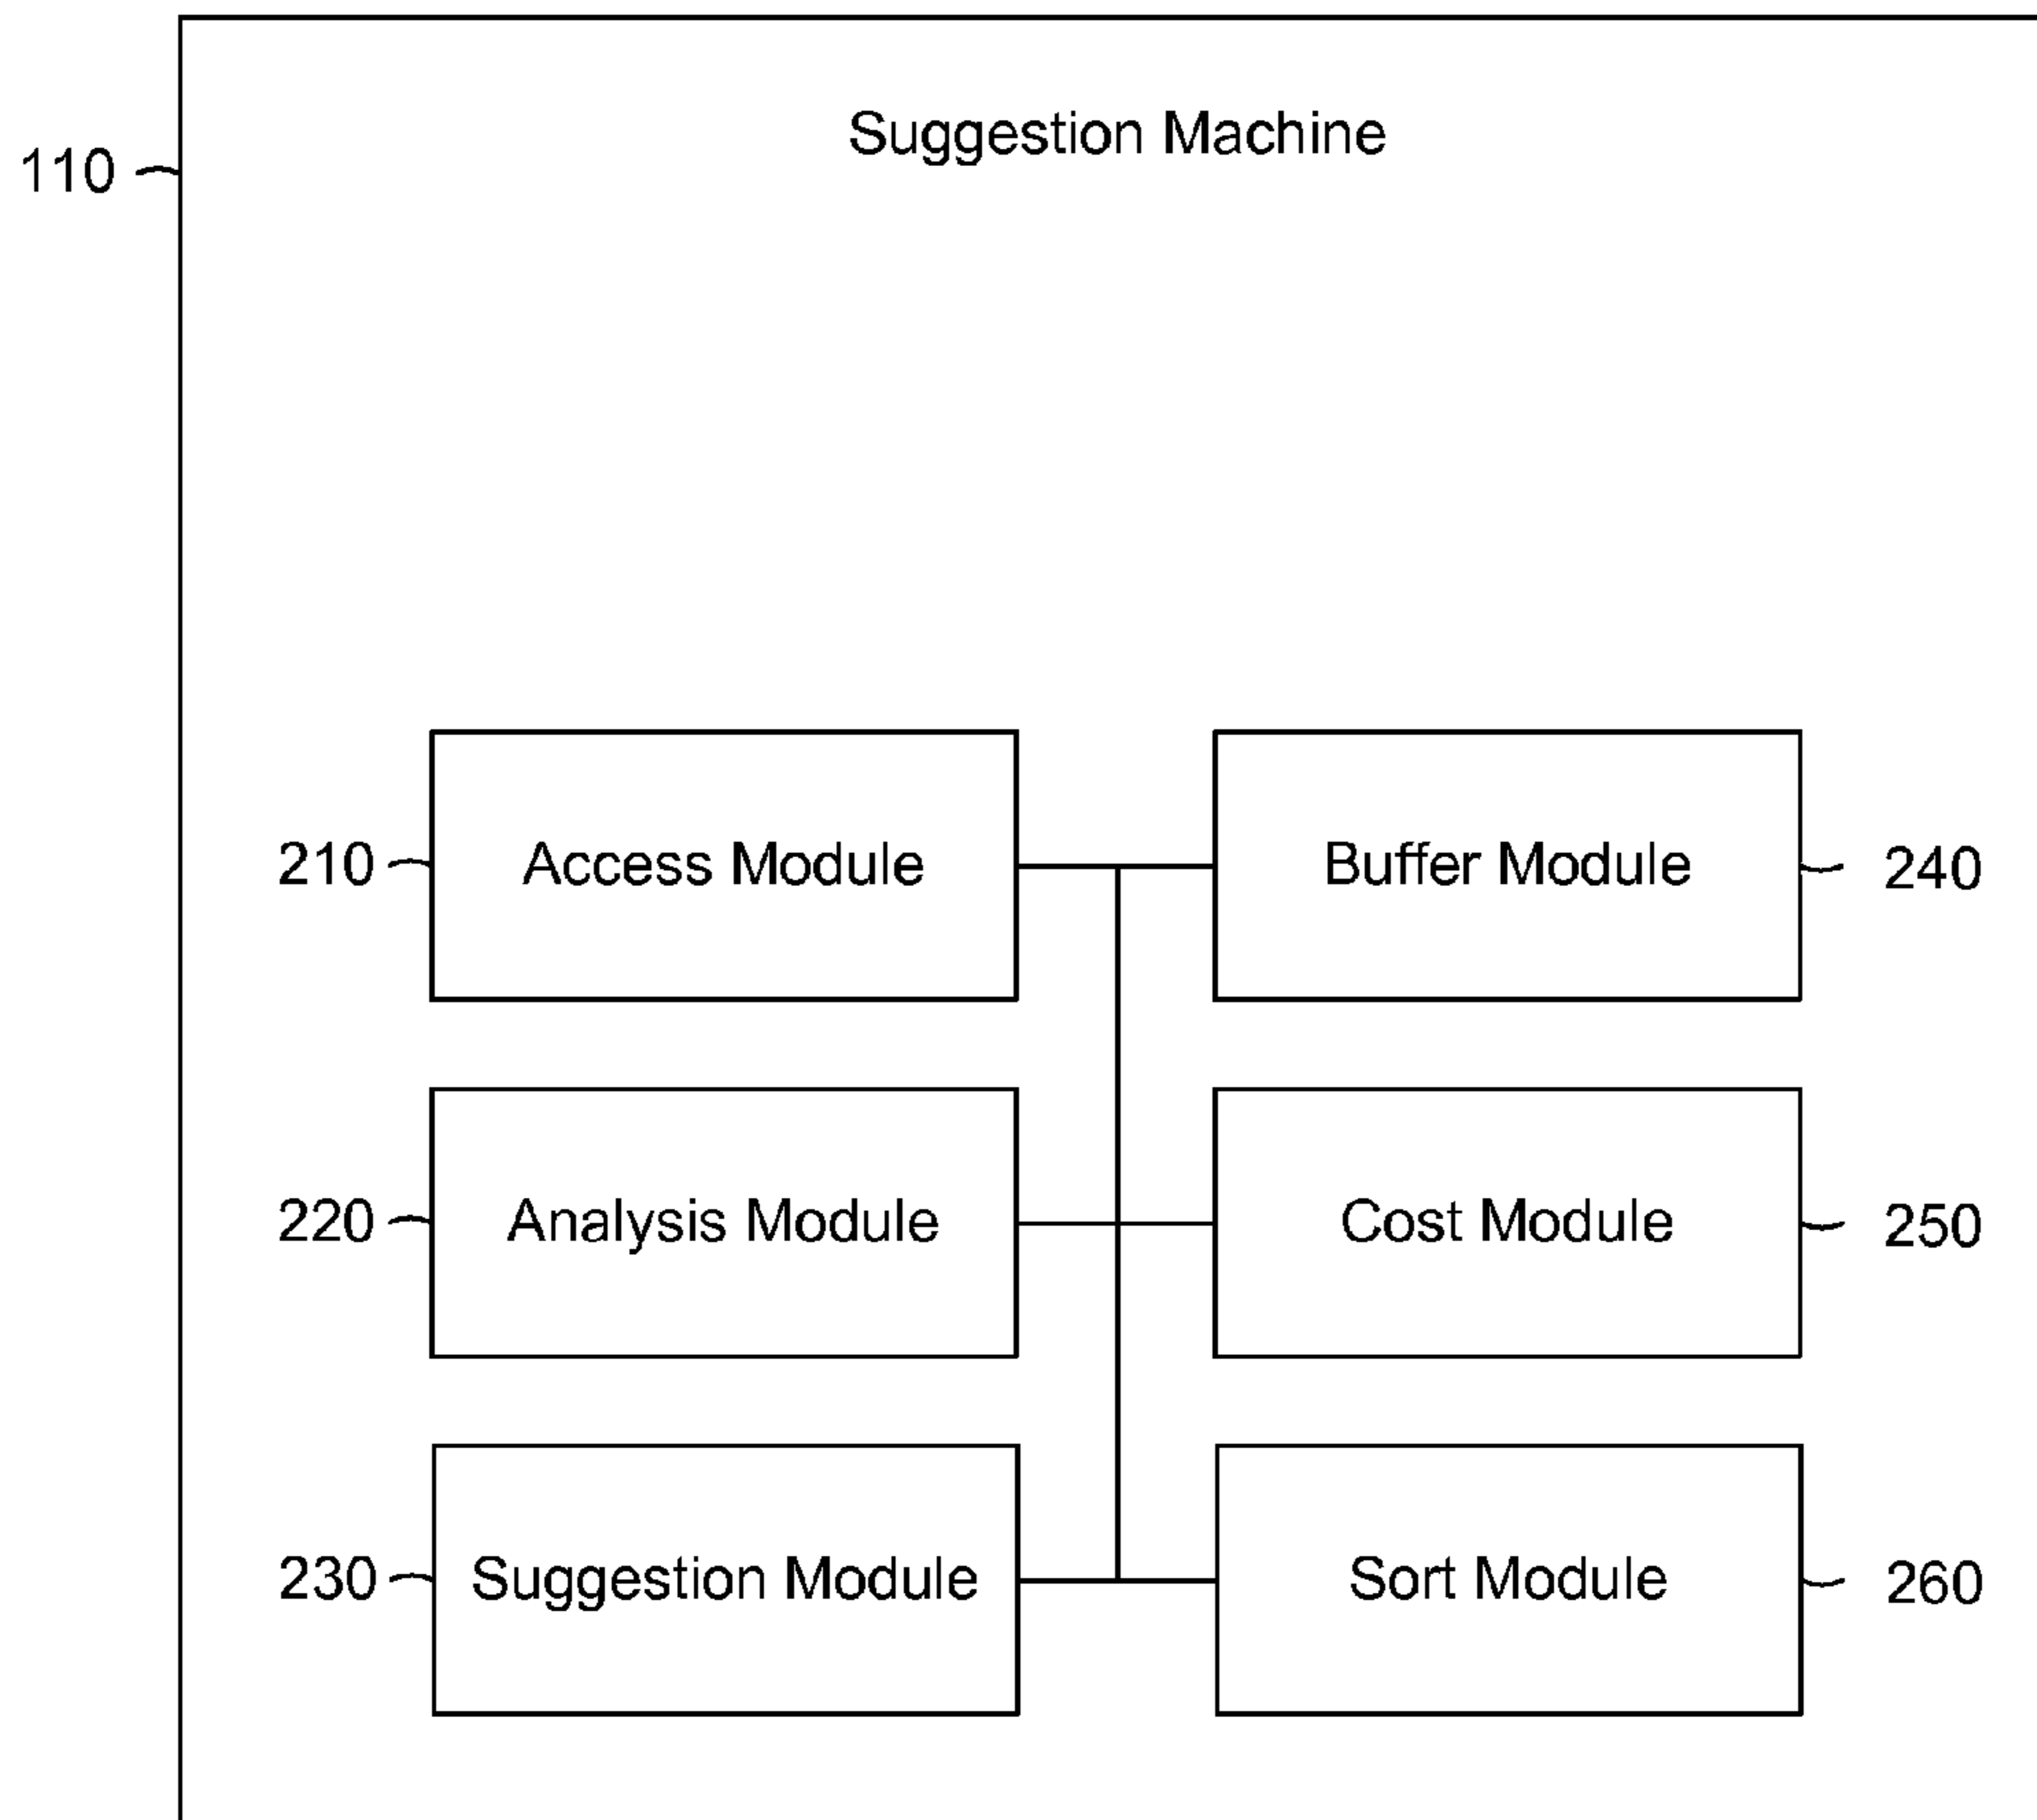 Suggestion Machine
110
210 Access Module
Buffer Module 240
220 Analysis Module
Cost Module 250
230 Suggestion Module
Sort Module 260